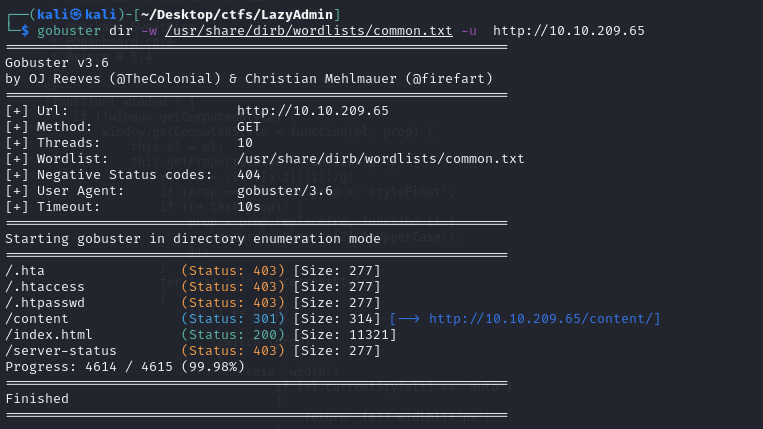 ┌──(kali㉿kali)-[~/Desktop/ctfs/LazyAdmin]
└─$ gobuster dir -w /usr/share/dirb/wordlists/common.txt -u  http://10.10.209.65
===============================================================
Gobuster v3.6
by OJ Reeves (@TheColonial) & Christian Mehlmauer (@firefart)
===============================================================
[+] Url:                     http://10.10.209.65
[+] Method:                  GET
[+] Threads:                 10
[+] Wordlist:                /usr/share/dirb/wordlists/common.txt
[+] Negative Status codes:   404
[+] User Agent:              gobuster/3.6
[+] Timeout:                 10s
===============================================================
Starting gobuster in directory enumeration mode
===============================================================
/.hta                 (Status: 403) [Size: 277]
/.htaccess            (Status: 403) [Size: 277]
/.htpasswd            (Status: 403) [Size: 277]
/content              (Status: 301) [Size: 314] [--> http://10.10.209.65/content/]
/index.html           (Status: 200) [Size: 11321]
/server-status        (Status: 403) [Size: 277]
Progress: 4614 / 4615 (99.98%)
===============================================================
Finished
===============================================================